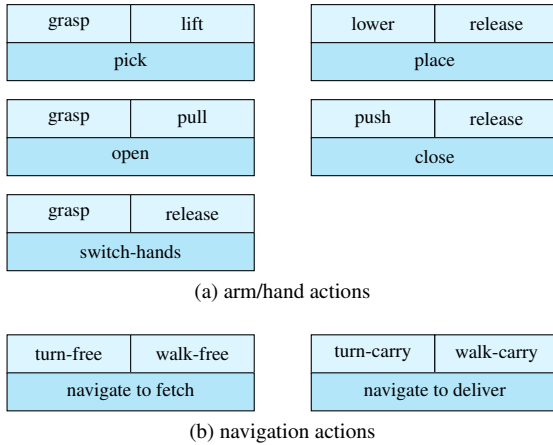 grasp lift lower release
pick place
grasp pull push release
open close
grasp release
switch-hands
(a) arm/hand actions
turn-free walk-free turn-carry walk-carry
navigate to fetch navigate to deliver
(b) navigation actions